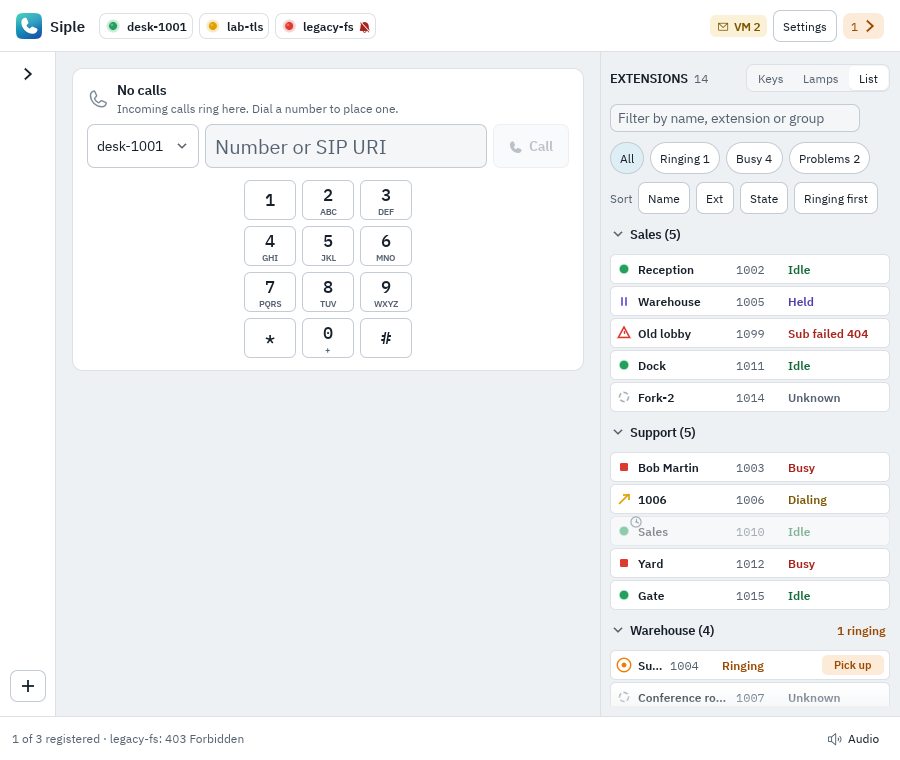 Siple
desk-1001
lab-tls
legacy-fs
VM 2
Settings
1
No calls
Incoming calls ring here. Dial a number to place one.
desk-1001
Number or SIP URI
Call
1
2
ABC
3
DEF
4
GHI
5
JKL
6
MNO
7
PQRS
8
TUV
9
WXYZ
*
0
+
#
EXTENSIONS 14
Keys
Lamps
List
Filter by name, extension or group
All
Ringing 1
Busy 4
Problems 2
Sort
Name
Ext
State
Ringing first
Sales (5)
Reception 1002 Idle
Warehouse 1005 Held
Old lobby 1099 Sub failed 404
Dock 1011 Idle
Fork-2 1014 Unknown
Support (5)
Bob Martin 1003 Busy
1006 1006 Dialing
Sales 1010 Idle
Yard 1012 Busy
Gate 1015 Idle
Warehouse (4) 1 ringing
Su... 1004 Ringing Pick up
Conference ro... 1007 Unknown
1 of 3 registered · legacy-fs: 403 Forbidden
Audio